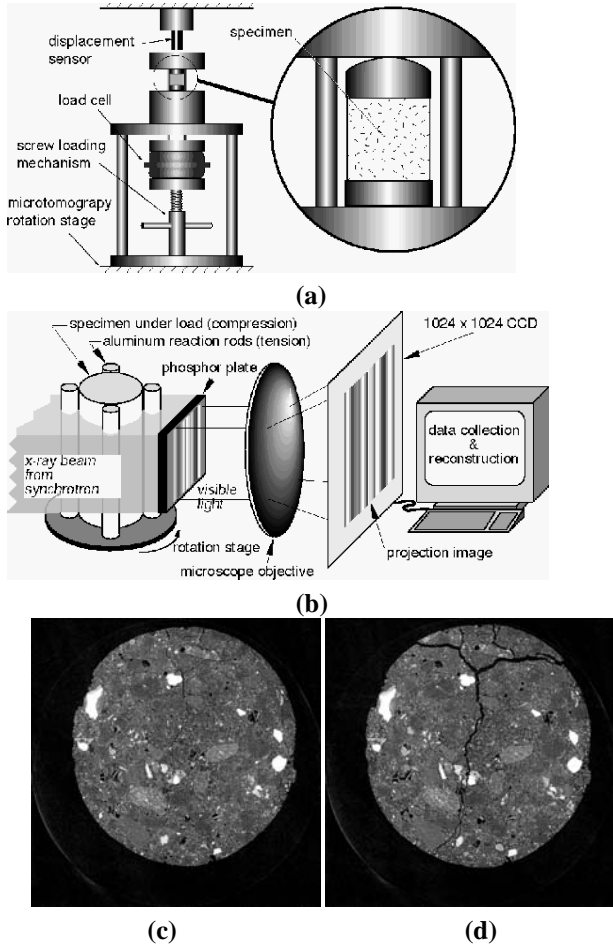 displacement
sensor
specimen
load cell
screw loading
mechanism
microtomograpy
rotation stage
(a)
specimen under load (compression)
aluminum reaction rods (tension)
phosphor plate
1024 x 1024 CCD
data collection
&
reconstruction
x-ray beam
from
synchrotron
visible
light
rotation stage
microscope objective
projection image
(b)
(c)
(d)